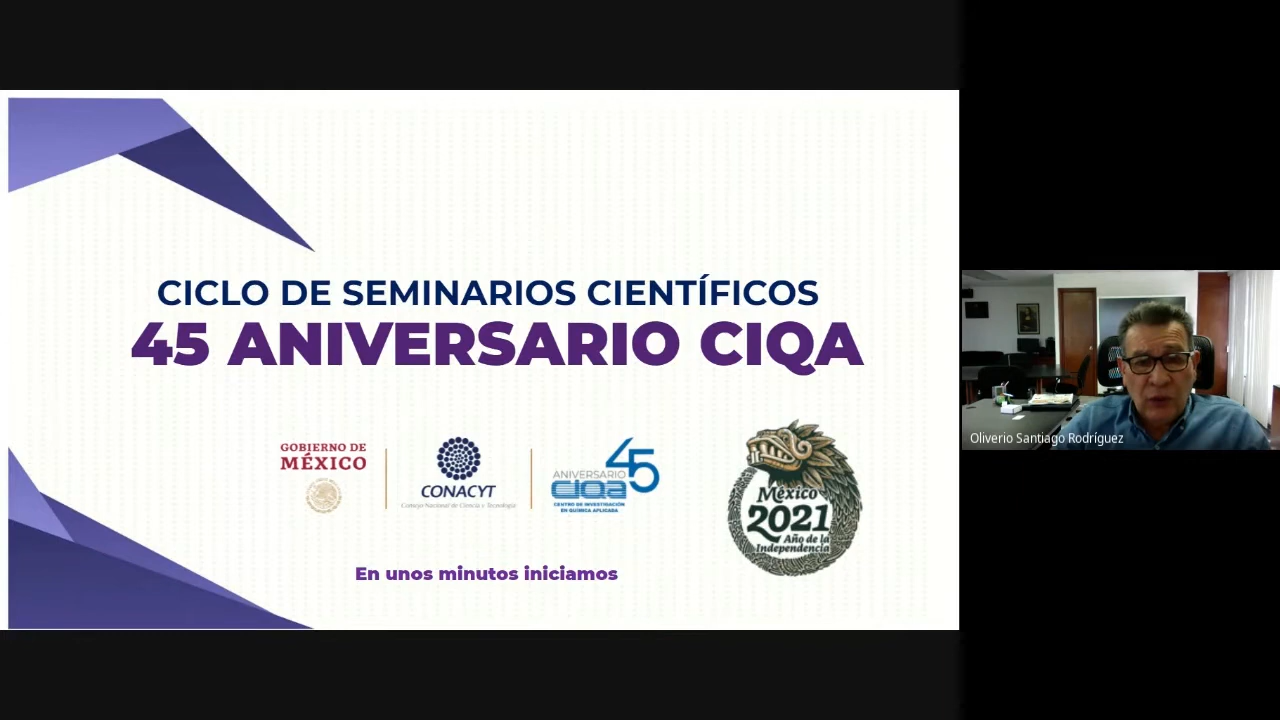 CICLO DE SEMINARIOS CIENTÍFICOS
45 ANIVERSARIO CIQA
GOBIERNO DE
MÉXICO
CONACYT
Consejo Nacional de Ciencia y Tecnología
ANIVERSARIO 45
CIQA
CENTRO DE INVESTIGACIÓN
EN QUÍMICA APLICADA
México
2021
Año de la
Independencia
En unos minutos iniciamos
Oliverio Santiago Rodríguez